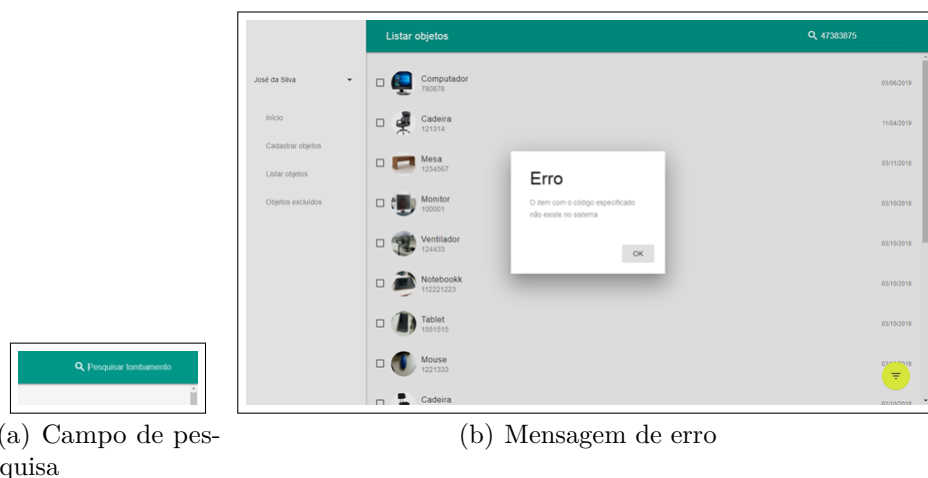 Listar objetos
47383875
José da Silva
Início
Cadastrar objetos
Listar objetos
Objetos excluídos
Computador
780878
03/06/2019
Cadeira
121314
11/04/2019
Mesa
1234567
03/11/2018
Monitor
100001
03/10/2018
Ventilador
124433
03/10/2018
Notebookk
112221223
03/10/2018
Tablet
1551515
03/10/2018
Mouse
1221333
Cadeira
02/10/2018
Erro
O item com o código especificado
não existe no sistema
OK
Pesquisar tombamento
(a) Campo de pes-
quisa
(b) Mensagem de erro